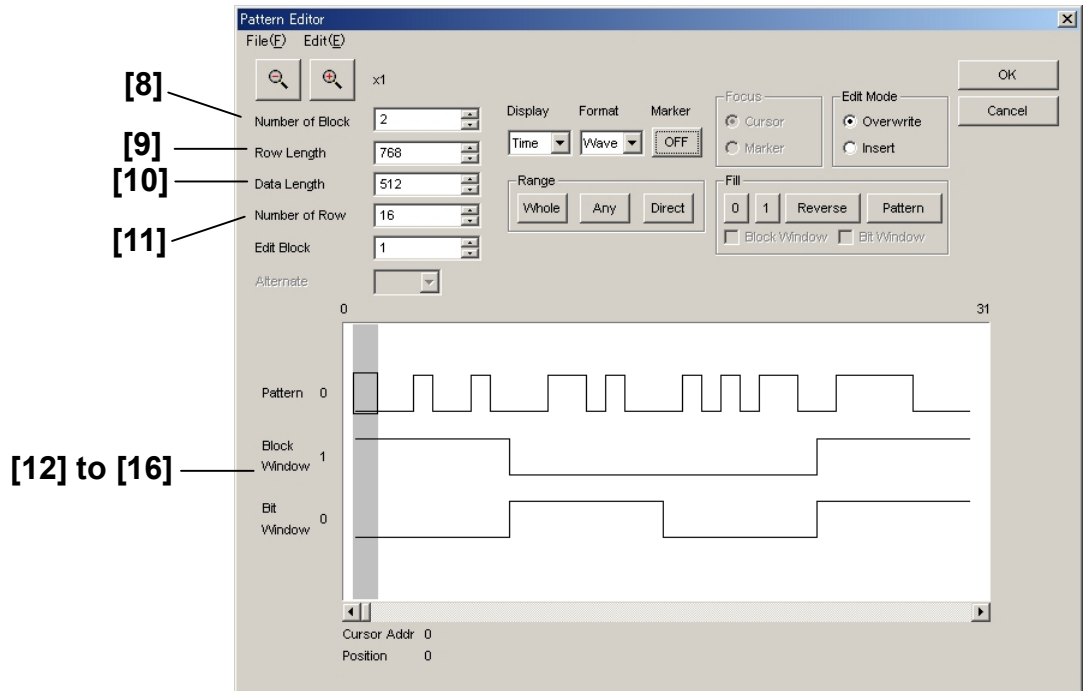 Pattern Editor
File(F) Edit(E)
x1
OK
Cancel
[8]
Number of Block 2
[9]
Row Length 768
[10]
Data Length 512
[11]
Number of Row 16
Edit Block 1
Alternate
Display Format Marker
Time Wave OFF
Focus
Cursor
Marker
Edit Mode
Overwrite
Insert
Range
Whole Any Direct
Fill
0 1 Reverse Pattern
Block Window Bit Window
0 31
Pattern 0
[12] to [16]
Block
Window 1
Bit
Window 0
Cursor Addr 0
Position 0